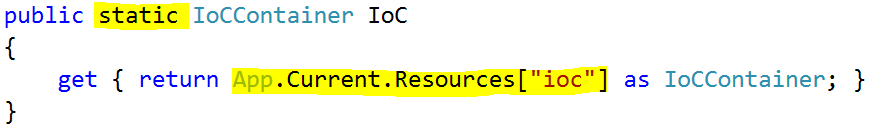 public static IoCContainer IoC
{
    get { return App.Current.Resources["ioc"] as IoCContainer; }
}